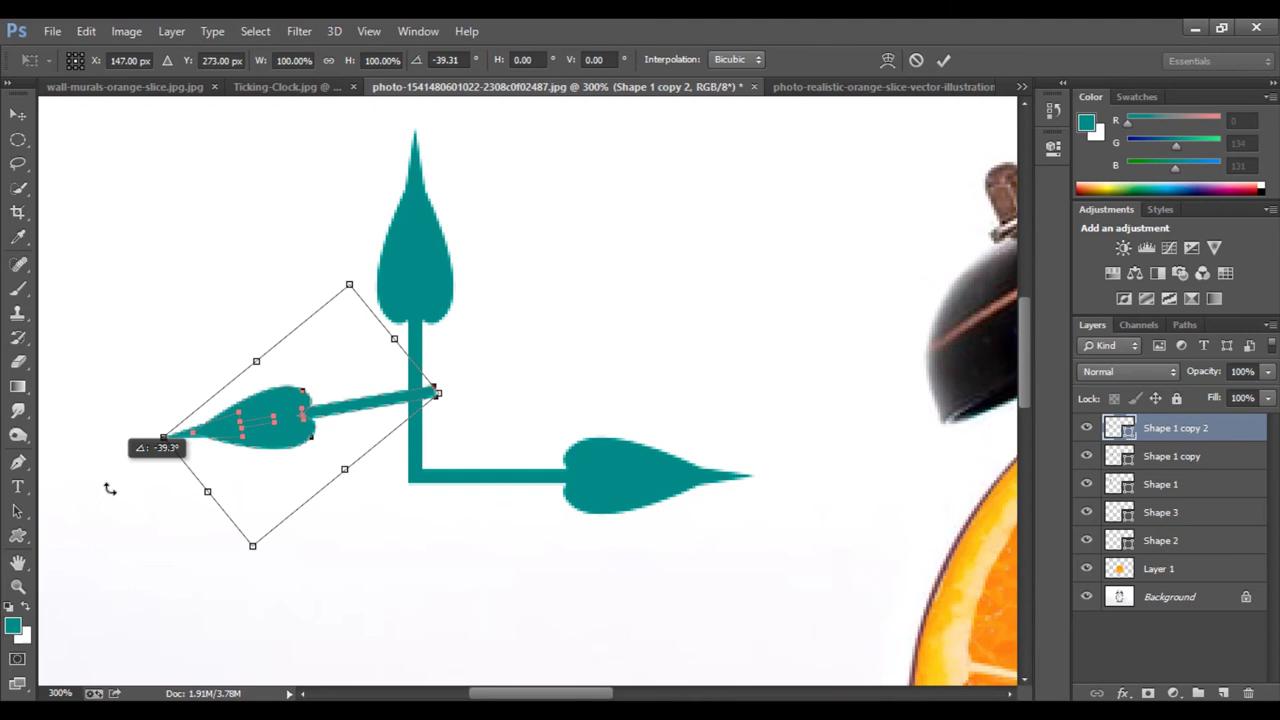 Ps File Edit Image Layer Type Select Filter 3D View Window Help
X: 147.00 px Y: 273.00 px W: 100.00% H: 100.00% -39.31 ° H: 0.00 ° V: 0.00 ° Interpolation: Bicubic Essentials
wall-murals-orange-slice.jpg.jpg × Ticking-Clock.jpg @ ... × photo-1541480601022-2308c0f02487.jpg @ 300% (Shape 1 copy 2, RGB/8*) * × photo-realistic-orange-slice-vector-illustration
Color Swatches
R 0
G 134
B 131
Adjustments Styles
Add an adjustment
Layers Channels Paths
Kind
Normal Opacity: 100%
Lock: Fill: 100%
Shape 1 copy 2
Shape 1 copy
Shape 1
Shape 3
Shape 2
Layer 1
Background
-39.3°
300% Doc: 1.91M/3.78M